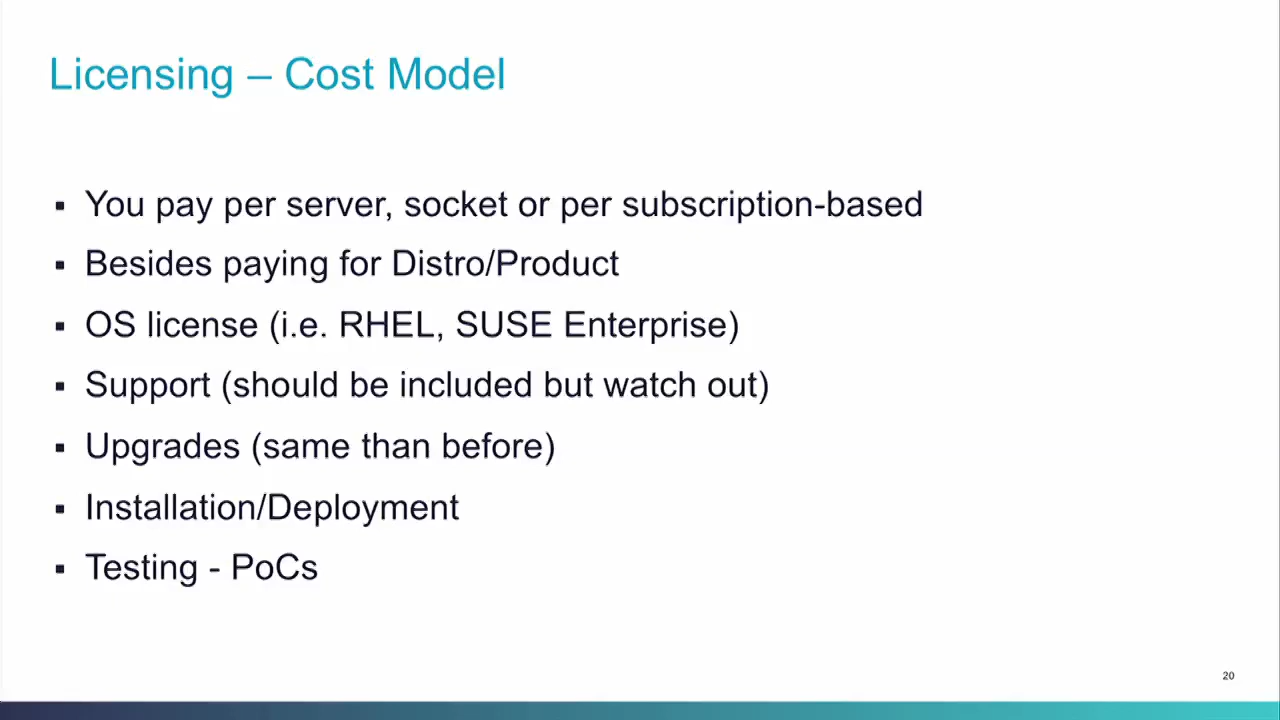 Licensing – Cost Model
▪ You pay per server, socket or per subscription-based
▪ Besides paying for Distro/Product
▪ OS license (i.e. RHEL, SUSE Enterprise)
▪ Support (should be included but watch out)
▪ Upgrades (same than before)
▪ Installation/Deployment
▪ Testing - PoCs
20